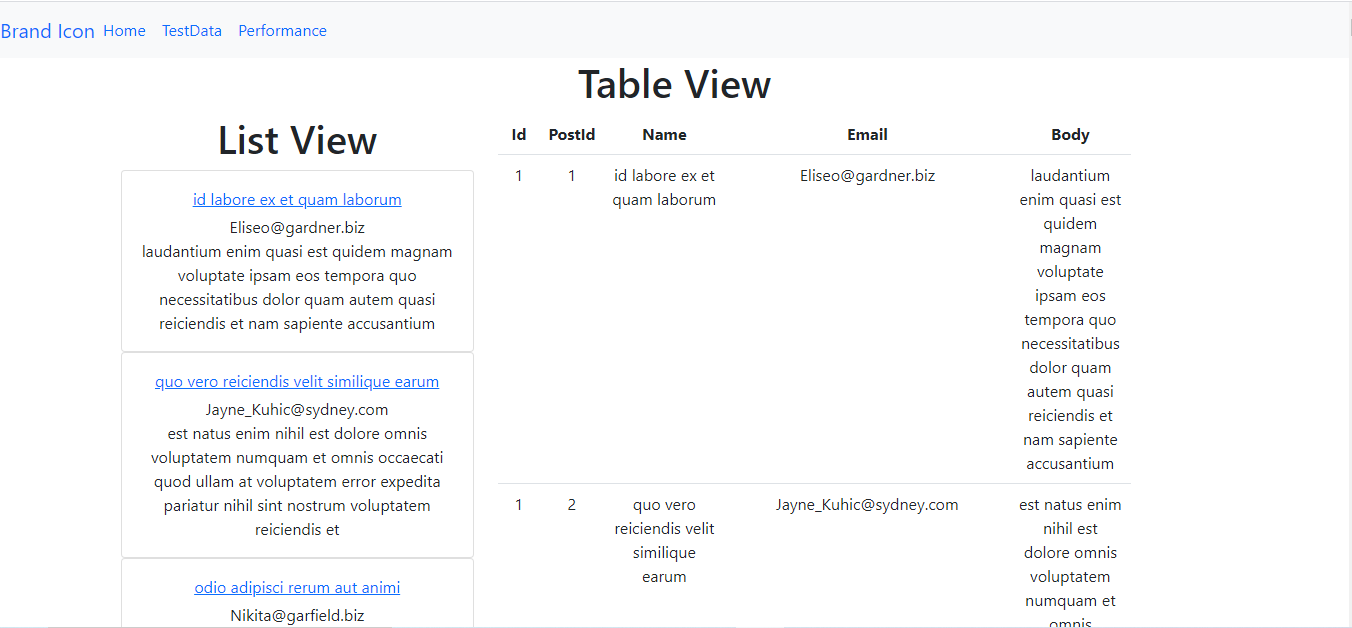 Brand Icon Home TestData Performance
Table View
List View
id labore ex et quam laborum
Eliseo@gardner.biz
laudantium enim quasi est quidem magnam
voluptate ipsam eos tempora quo
necessitatibus dolor quam autem quasi
reiciendis et nam sapiente accusantium
quo vero reiciendis velit similique earum
Jayne_Kuhic@sydney.com
est natus enim nihil est dolore omnis
voluptatem numquam et omnis occaecati
quod ullam at voluptatem error expedita
pariatur nihil sint nostrum voluptatem
reiciendis et
odio adipisci rerum aut animi
Nikita@garfield.biz
Id PostId Name Email Body
1 1 id labore ex et Eliseo@gardner.biz laudantium
quam laborum enim quasi est
quidem
magnam
voluptate
ipsam eos
tempora quo
necessitatibus
dolor quam
autem quasi
reiciendis et
nam sapiente
accusantium
1 2 quo vero Jayne_Kuhic@sydney.com est natus enim
reiciendis velit nihil est
similique dolore omnis
earum voluptatem
numquam et
omnis